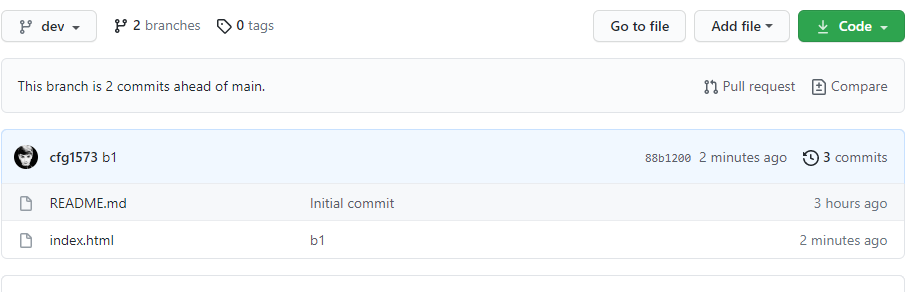 dev 2 branches 0 tags Go to file Add file Code
This branch is 2 commits ahead of main. Pull request Compare
cfg1573 b1 88b1200 2 minutes ago 3 commits
README.md Initial commit 3 hours ago
index.html b1 2 minutes ago